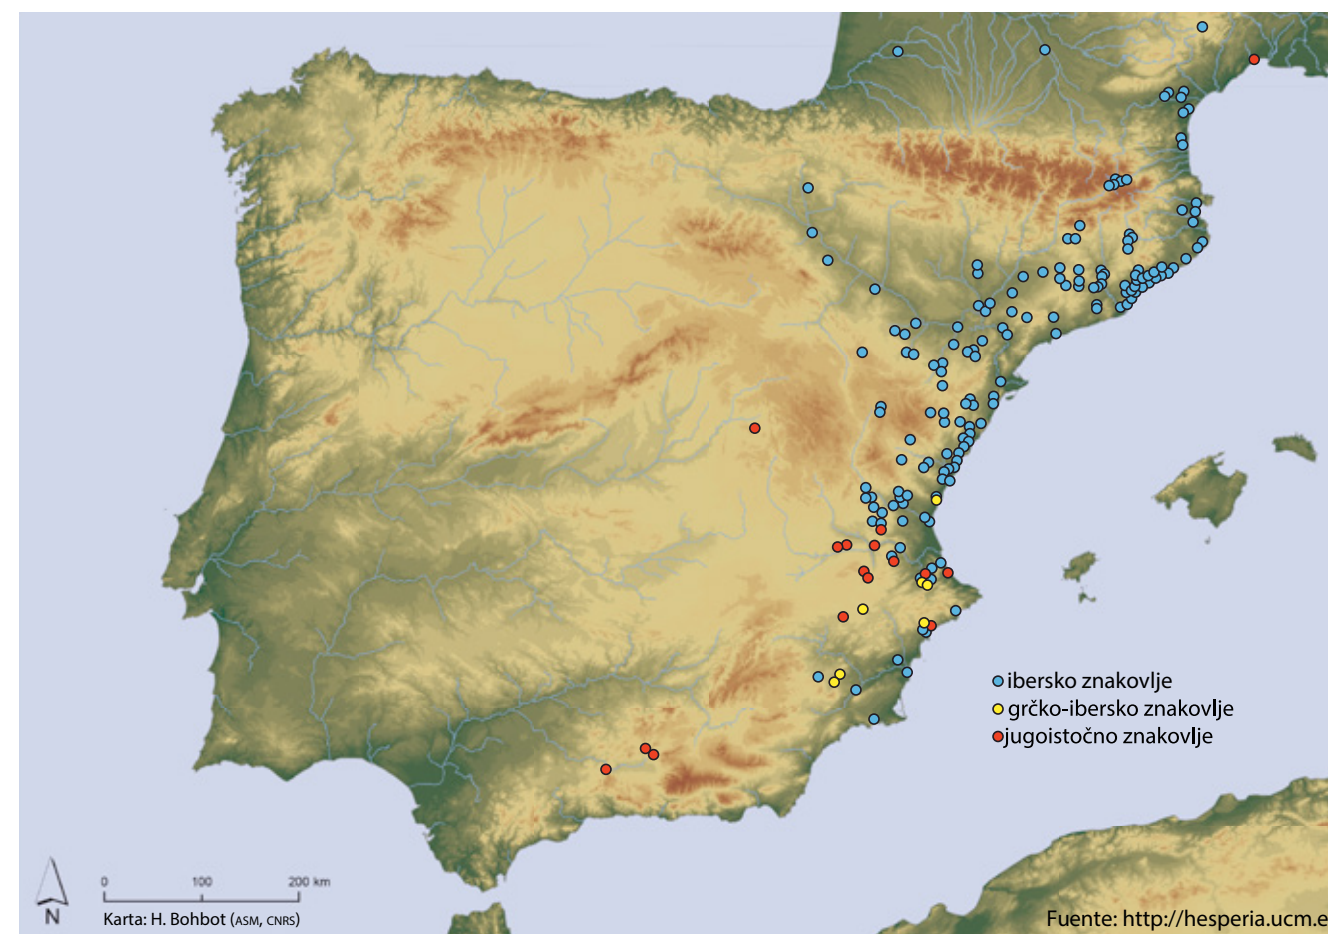 ibersko znakovlje
grčko-ibersko znakovlje
jugoistočno znakovlje
0 100 200 km
N
Karta: H. Bohbot (ASM, CNRS)
Fuente: http://hesperia.ucm.e